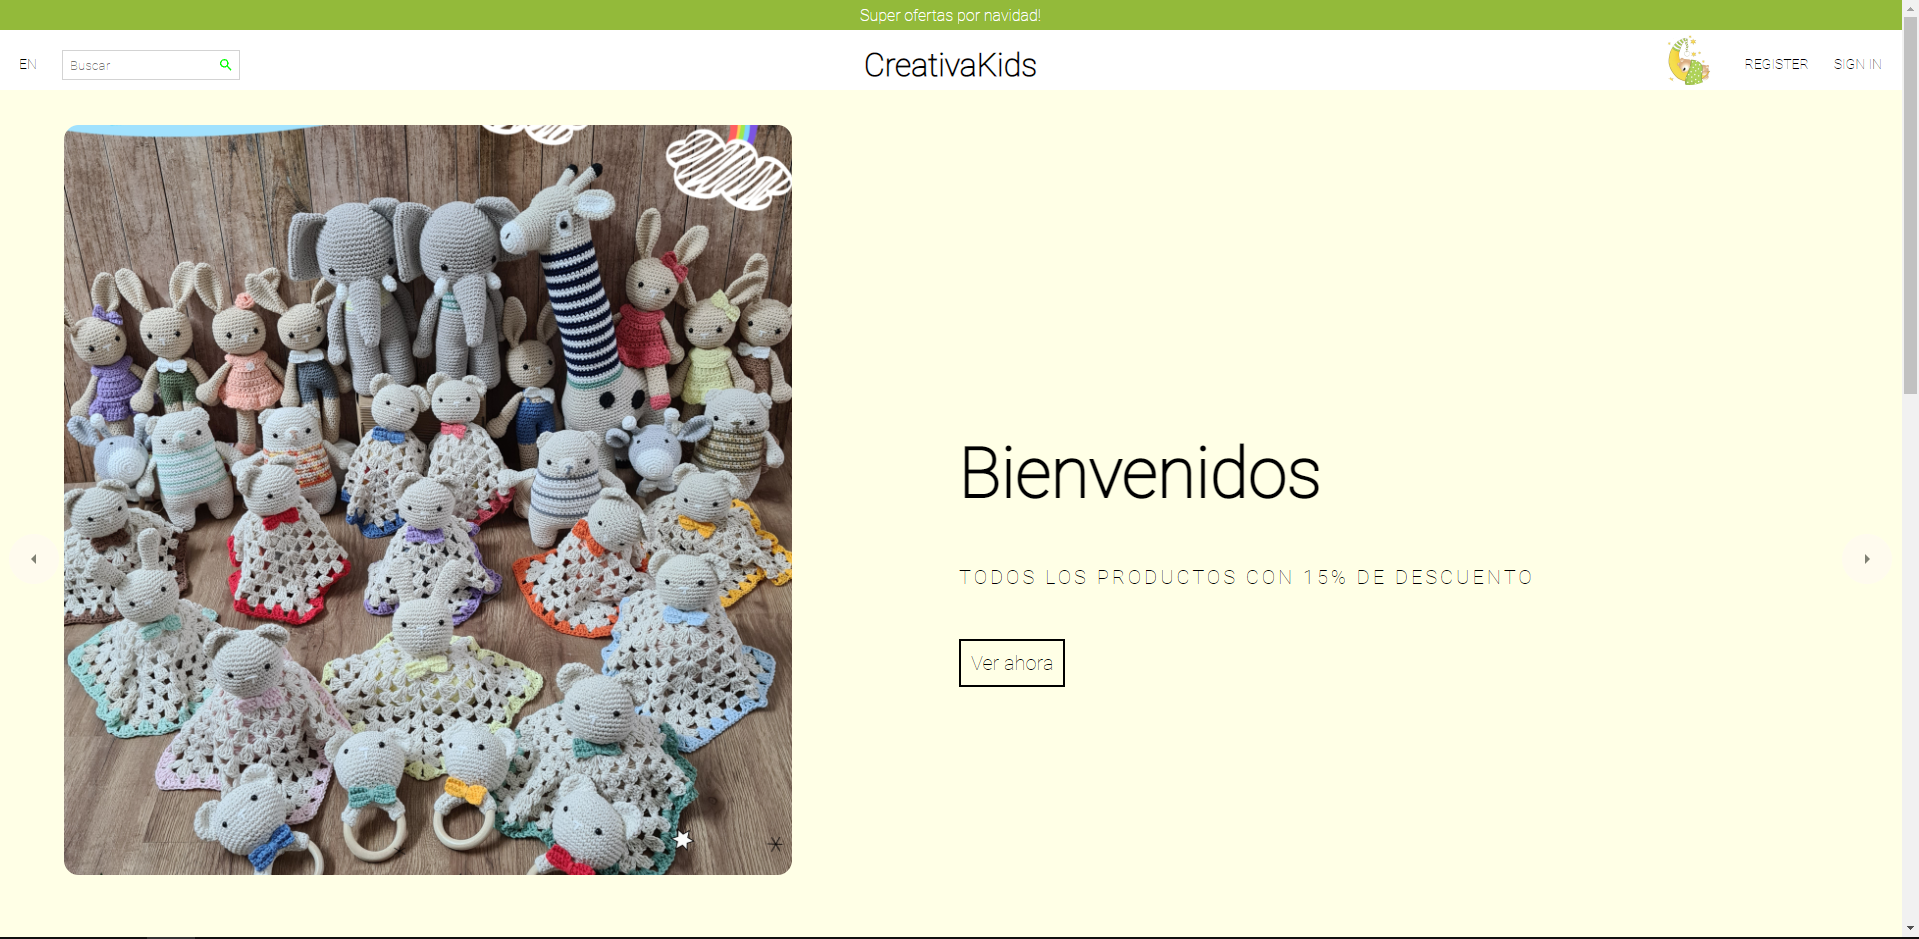 Super ofertas por navidad!
EN
Buscar
CreativaKids
REGISTER
SIGN IN
Bienvenidos
TODOS LOS PRODUCTOS CON 15% DE DESCUENTO
Ver ahora